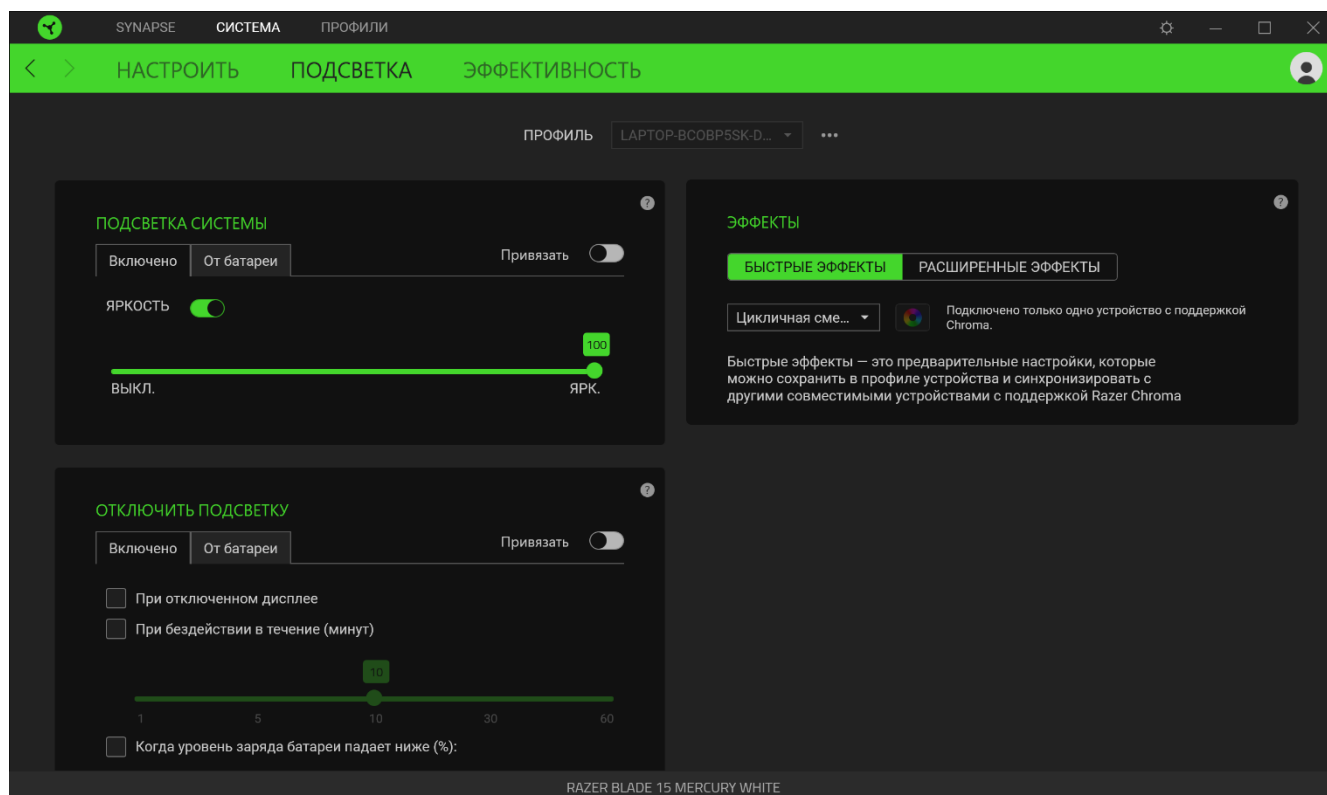 SYNAPSE СИСТЕМА ПРОФИЛИ
НАСТРОИТЬ ПОДСВЕТКА ЭФФЕКТИВНОСТЬ
ПРОФИЛЬ LAPTOP-BCOBP5SK-D... •••
ПОДСВЕТКА СИСТЕМЫ
Включено От батареи Привязать
ЯРКОСТЬ
100
ВЫКЛ. ЯРК.
ЭФФЕКТЫ
БЫСТРЫЕ ЭФФЕКТЫ РАСШИРЕННЫЕ ЭФФЕКТЫ
Цикличная сме... Подключено только одно устройство с поддержкой
Chroma.
Быстрые эффекты — это предварительные настройки, которые
можно сохранить в профиле устройства и синхронизировать с
другими совместимыми устройствами с поддержкой Razer Chroma
ОТКЛЮЧИТЬ ПОДСВЕТКУ
Включено От батареи Привязать
При отключенном дисплее
При бездействии в течение (минут)
10
1 5 10 30 60
Когда уровень заряда батареи падает ниже (%):
RAZER BLADE 15 MERCURY WHITE